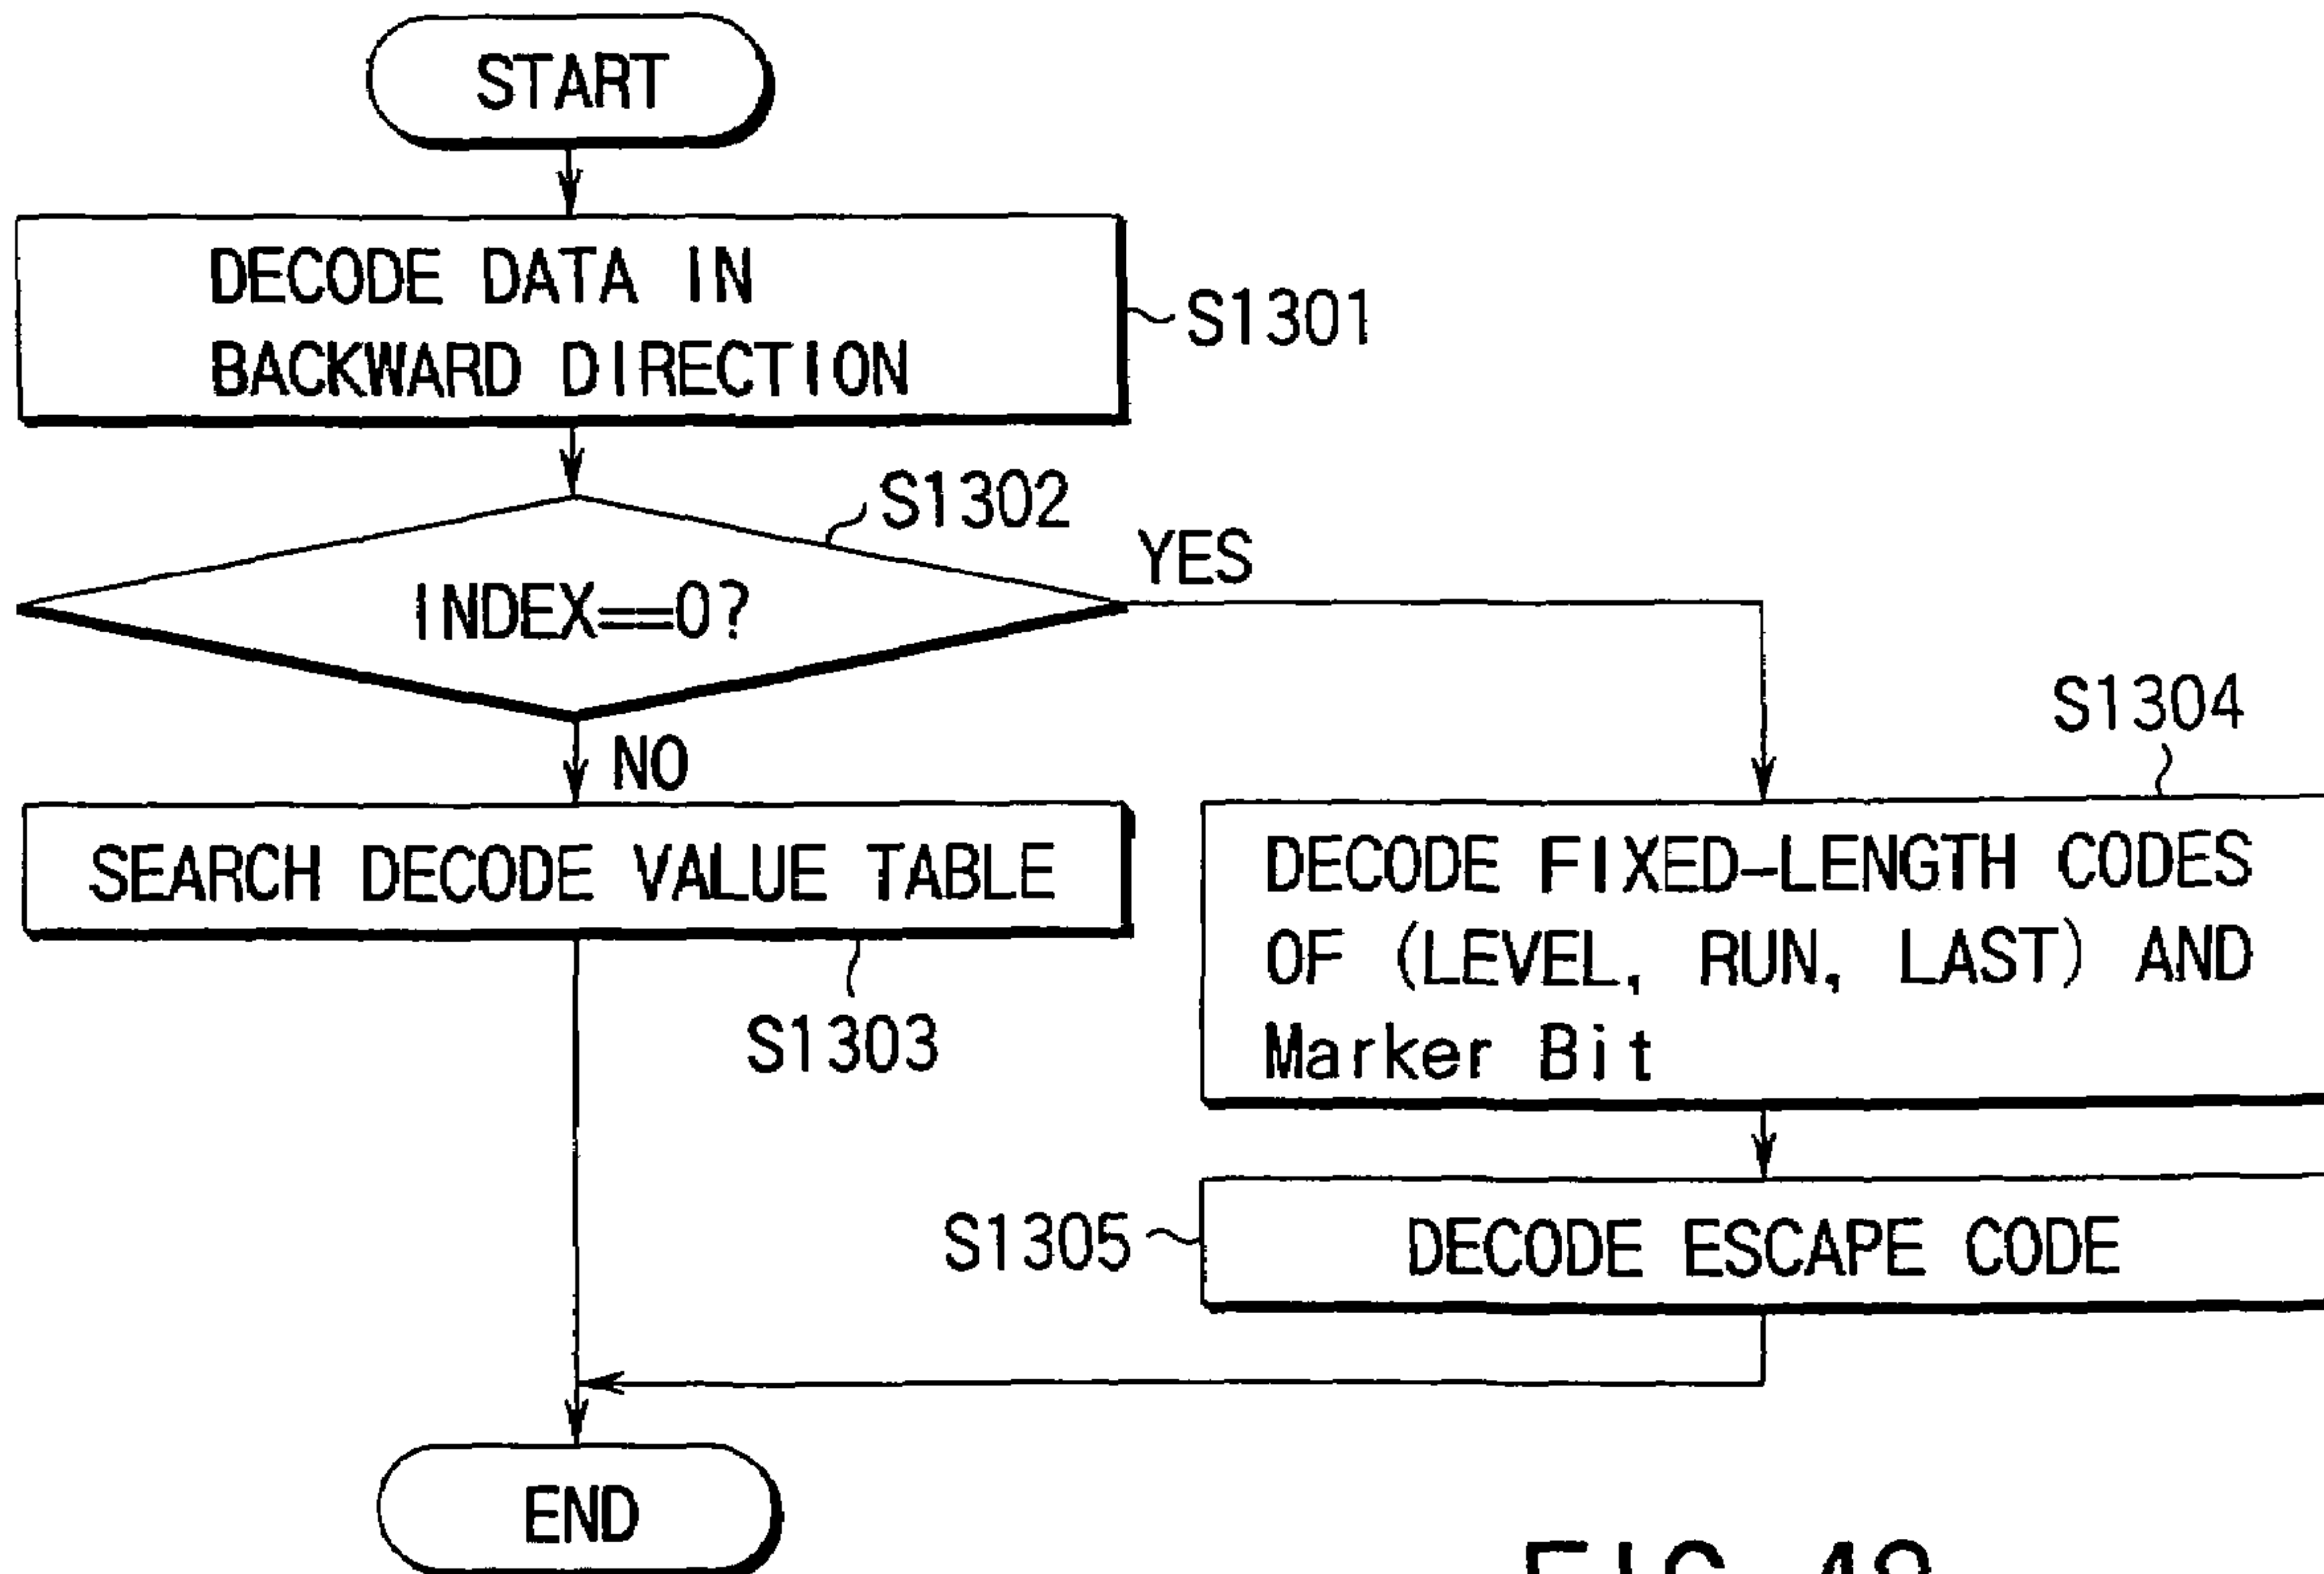 START
DECODE DATA IN
BACKWARD DIRECTION
S1301
S1302
INDEX==0?
YES
NO
SEARCH DECODE VALUE TABLE
S1303
S1304
DECODE FIXED-LENGTH CODES
OF (LEVEL, RUN, LAST) AND
Marker Bit
S1305
DECODE ESCAPE CODE
END